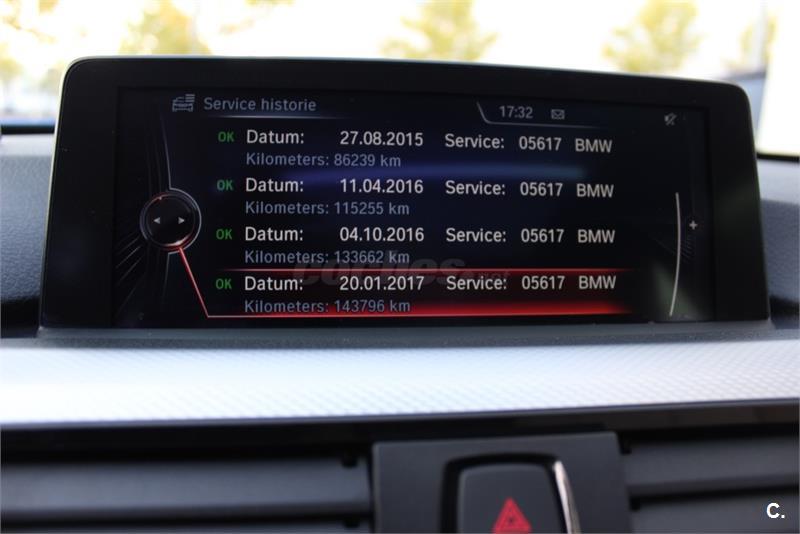 Service historie 17:32
OK Datum: 27.08.2015 Service: 05617 BMW
Kilometers: 86239 km
OK Datum: 11.04.2016 Service: 05617 BMW
Kilometers: 115255 km
OK Datum: 04.10.2016 Service: 05617 BMW
Kilometers: 133662 km
coches.net
OK Datum: 20.01.2017 Service: 05617 BMW
Kilometers: 143796 km
C.